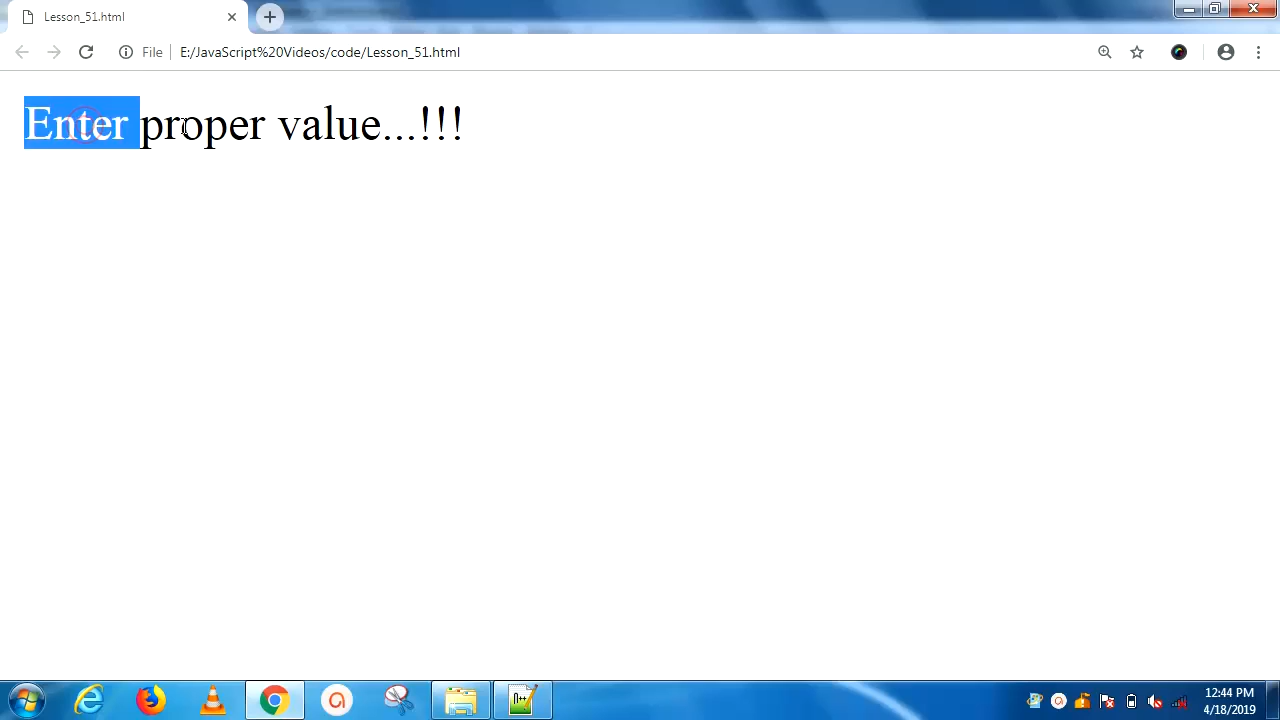 Lesson_51.html
File
E:/JavaScript%20Videos/code/Lesson_51.html
Enter proper value...!!!
12:44 PM
4/18/2019